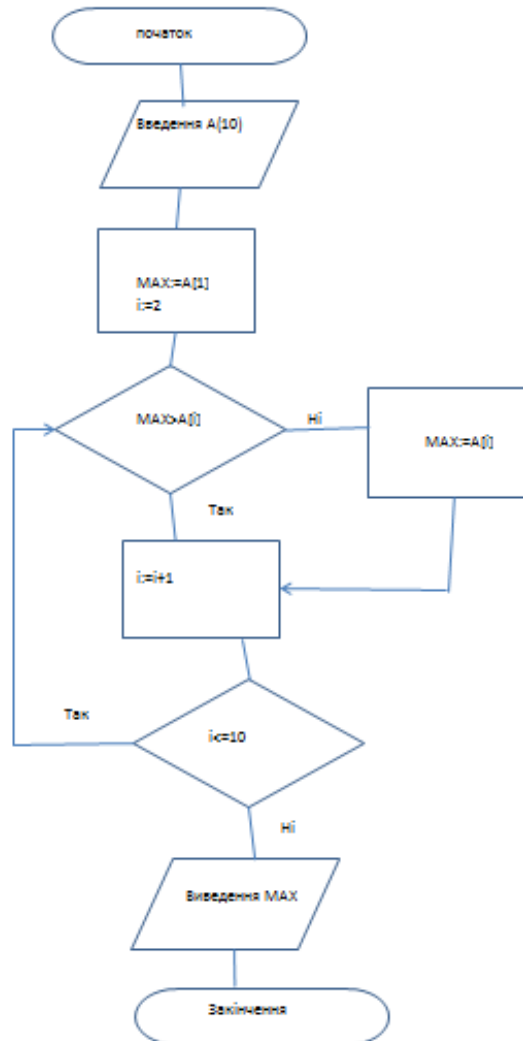 початок
Введення А(10)
MAX:=A[1]
i:=2
MAX>A[i]
Ні
MAX:=A[i]
Так
i:=i+1
Так
i<=10
Ні
Виведення MAX
Закінчення